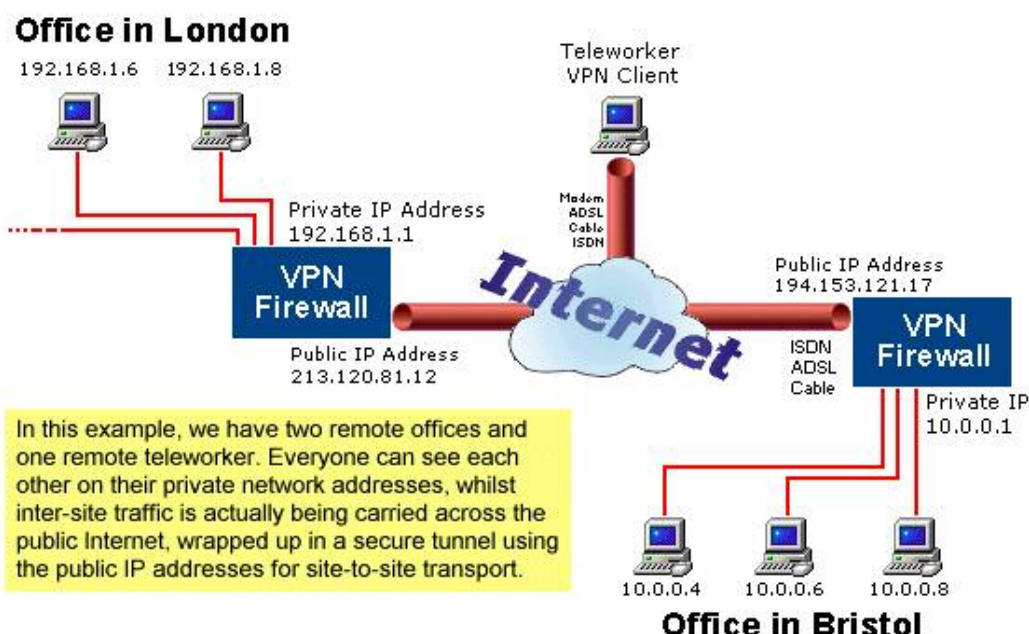 Office in London
192.168.1.6 192.168.1.8
Teleworker
VPN Client
Modem
ADSL
Cable
ISDN
Private IP Address
192.168.1.1
VPN
Firewall
Internet
Public IP Address
213.120.81.12
Public IP Address
194.153.121.17
VPN
Firewall
ISDN
ADSL
Cable
Private IP
10.0.0.1
In this example, we have two remote offices and
one remote teleworker. Everyone can see each
other on their private network addresses, whilst
inter-site traffic is actually being carried across the
public Internet, wrapped up in a secure tunnel using
the public IP addresses for site-to-site transport.
10.0.0.4 10.0.0.6 10.0.0.8
Office in Bristol